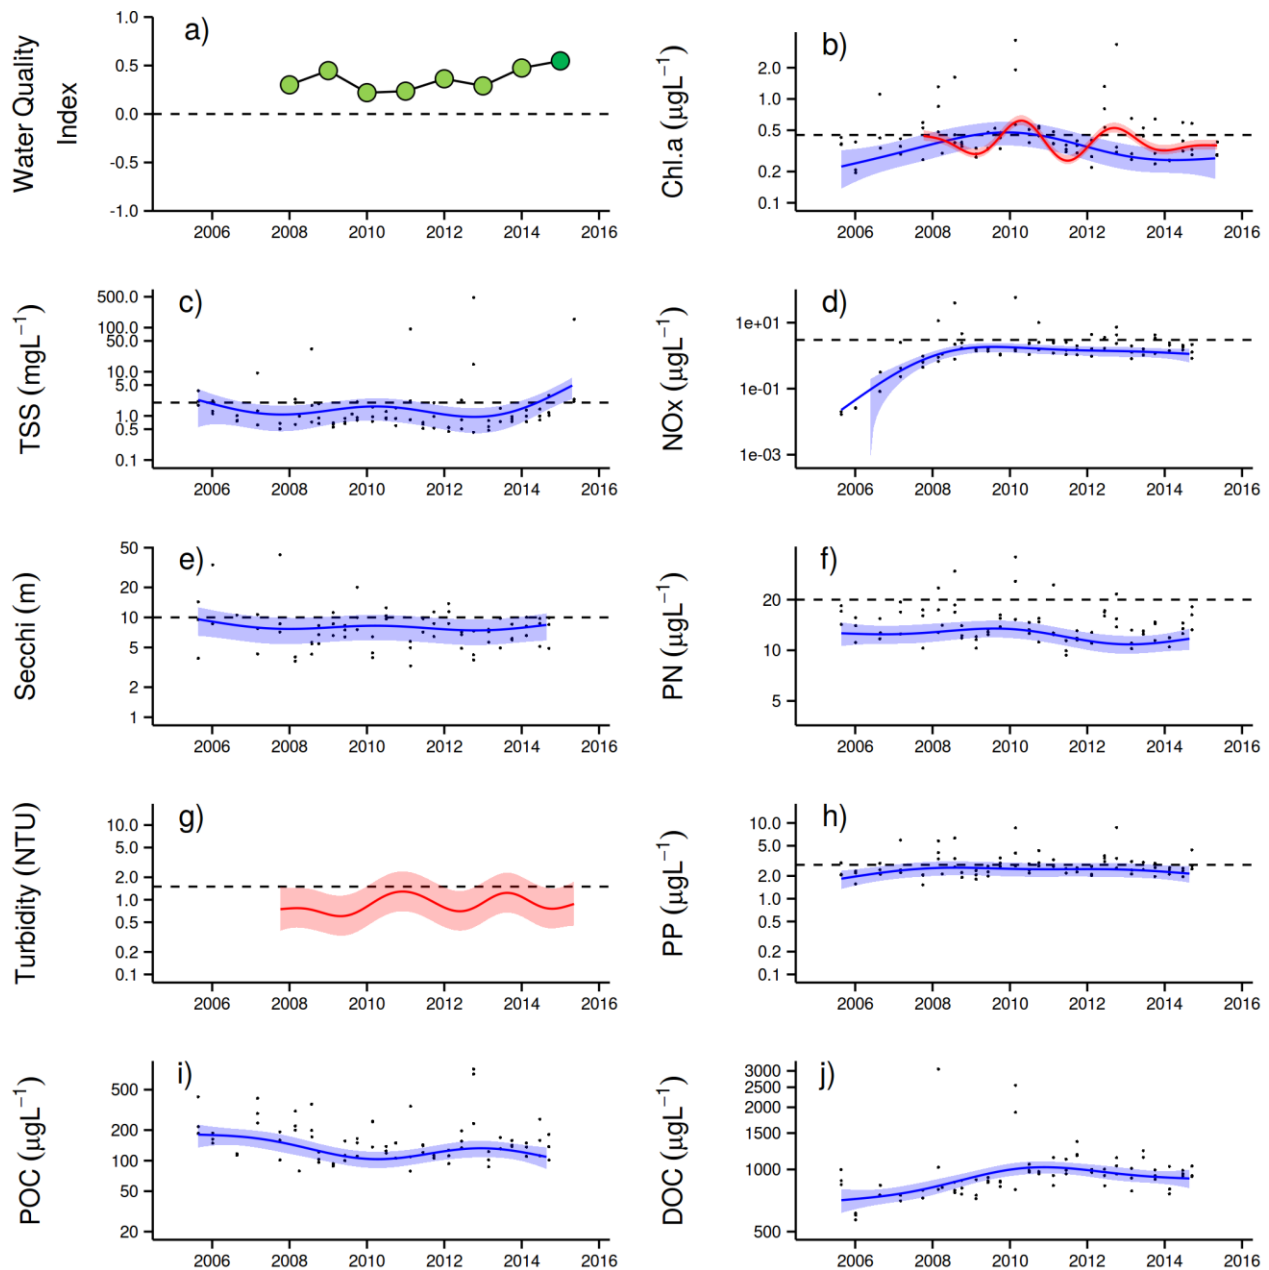 a)
Water Quality
Index
1.0
0.5
0.0
-0.5
-1.0
2006 2008 2010 2012 2014 2016
b)
Chl.a (µgL⁻¹)
2.0
1.0
0.5
0.2
0.1
2006 2008 2010 2012 2014 2016
c)
TSS (mgL⁻¹)
500.0
100.0
50.0
10.0
5.0
1.0
0.5
0.1
2006 2008 2010 2012 2014 2016
d)
NOx (µgL⁻¹)
1e+01
1e-01
1e-03
2006 2008 2010 2012 2014 2016
e)
Secchi (m)
50
20
10
5
2
1
2006 2008 2010 2012 2014 2016
f)
PN (µgL⁻¹)
20
10
5
2006 2008 2010 2012 2014 2016
g)
Turbidity (NTU)
10.0
5.0
2.0
1.0
0.5
0.2
0.1
2006 2008 2010 2012 2014 2016
h)
PP (µgL⁻¹)
10.0
5.0
2.0
1.0
0.5
0.2
0.1
2006 2008 2010 2012 2014 2016
i)
POC (µgL⁻¹)
500
200
100
50
20
2006 2008 2010 2012 2014 2016
j)
DOC (µgL⁻¹)
3000
2500
2000
1500
1000
500
2006 2008 2010 2012 2014 2016